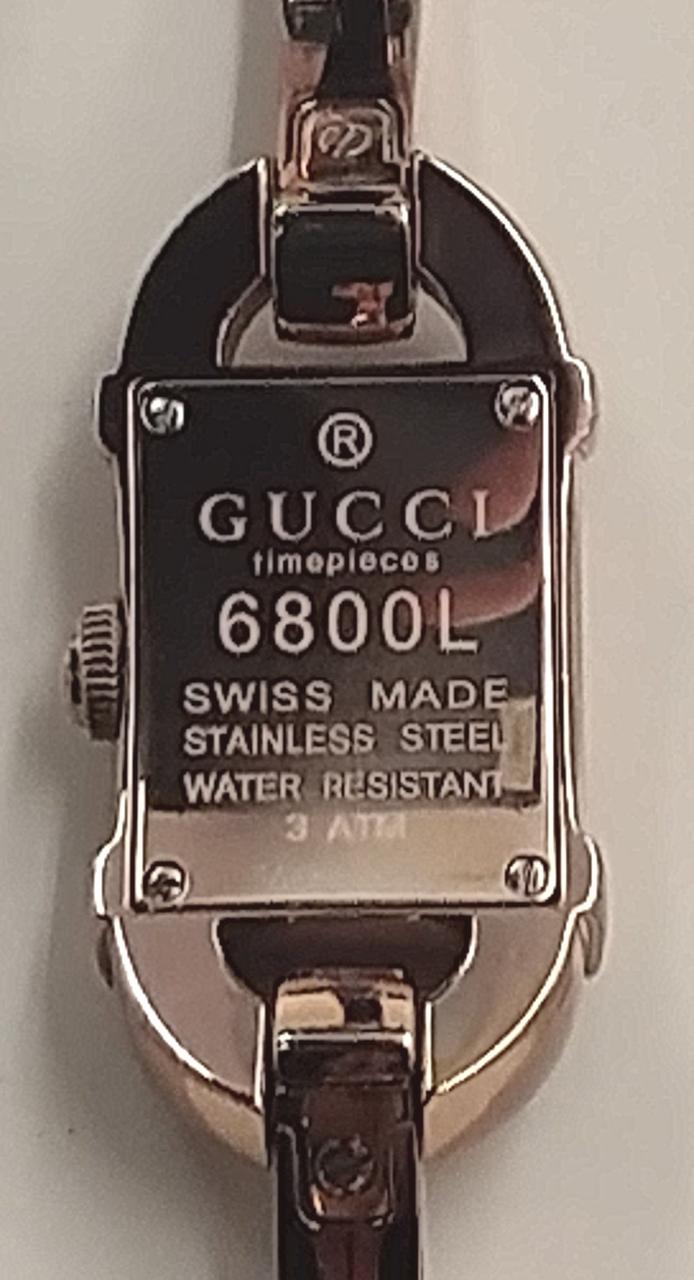 ®
GUCCI
timepieces
6800L
SWISS MADE
STAINLESS STEEL
WATER RESISTANT
3 ATM